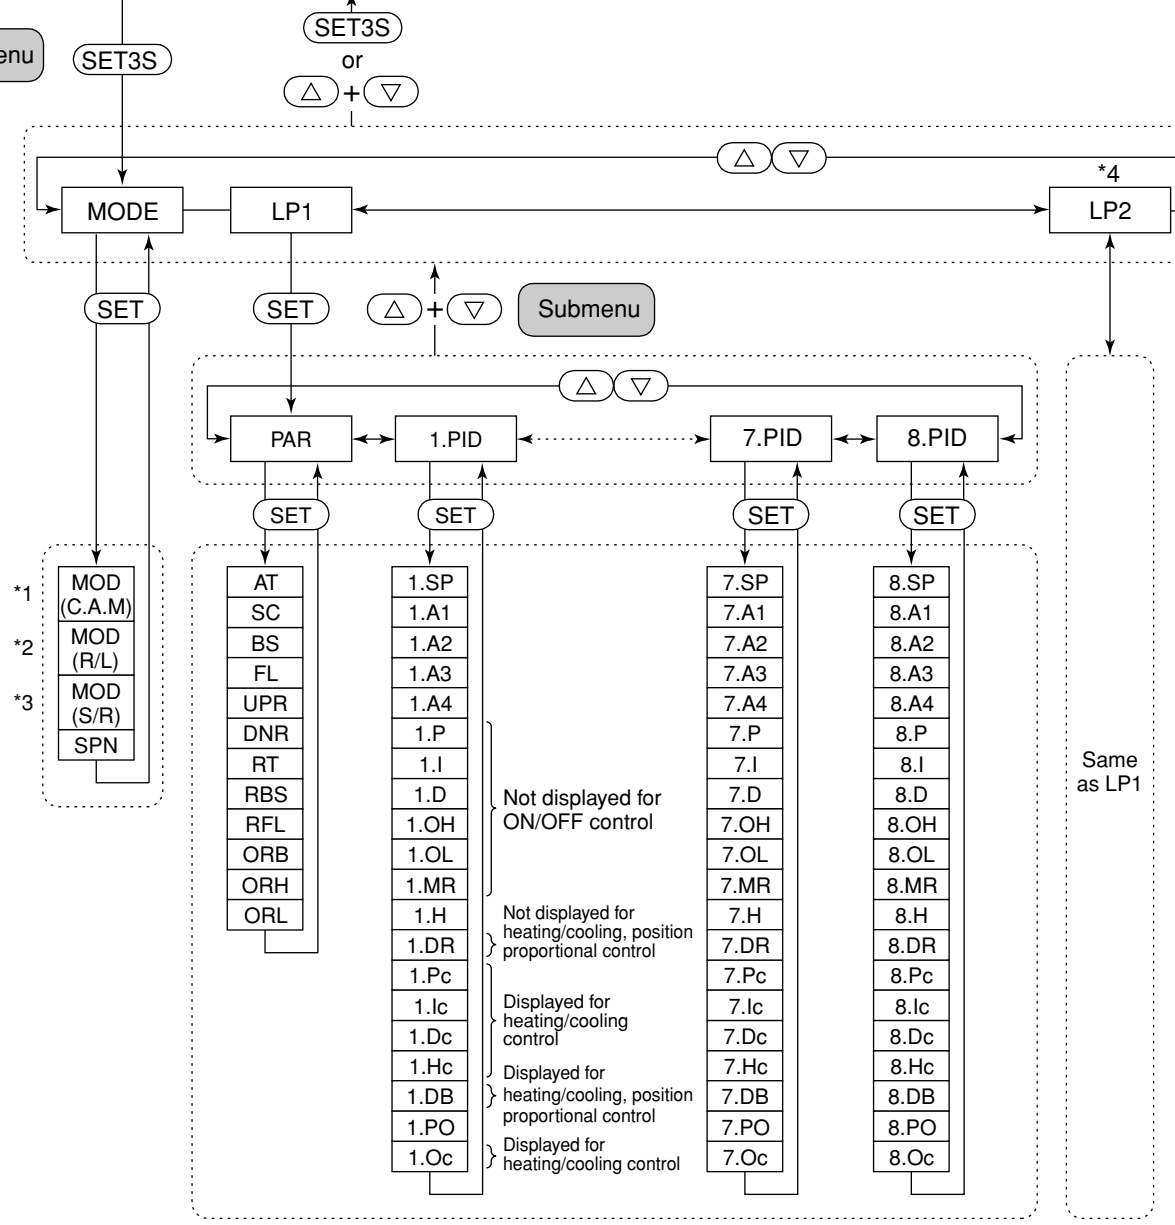 SET3S
enu
SET3S
or
+
*4
MODE
LP1
LP2
SET
SET
+
Submenu
PAR
1.PID
7.PID
8.PID
SET
SET
SET
SET
*1
MOD
(C.A.M)
*2
MOD
(R/L)
*3
MOD
(S/R)
SPN
AT
SC
BS
FL
UPR
DNR
RT
RBS
RFL
ORB
ORH
ORL
1.SP
1.A1
1.A2
1.A3
1.A4
1.P
1.I
1.D
1.OH
1.OL
1.MR
1.H
1.DR
1.Pc
1.Ic
1.Dc
1.Hc
1.DB
1.PO
1.Oc
Not displayed for
ON/OFF control
Not displayed for
heating/cooling, position
proportional control
Displayed for
heating/cooling
control
Displayed for
heating/cooling, position
proportional control
Displayed for
heating/cooling control
7.SP
7.A1
7.A2
7.A3
7.A4
7.P
7.I
7.D
7.OH
7.OL
7.MR
7.H
7.DR
7.Pc
7.Ic
7.Dc
7.Hc
7.DB
7.PO
7.Oc
8.SP
8.A1
8.A2
8.A3
8.A4
8.P
8.I
8.D
8.OH
8.OL
8.MR
8.H
8.DR
8.Pc
8.Ic
8.Dc
8.Hc
8.DB
8.PO
8.Oc
Same
as LP1